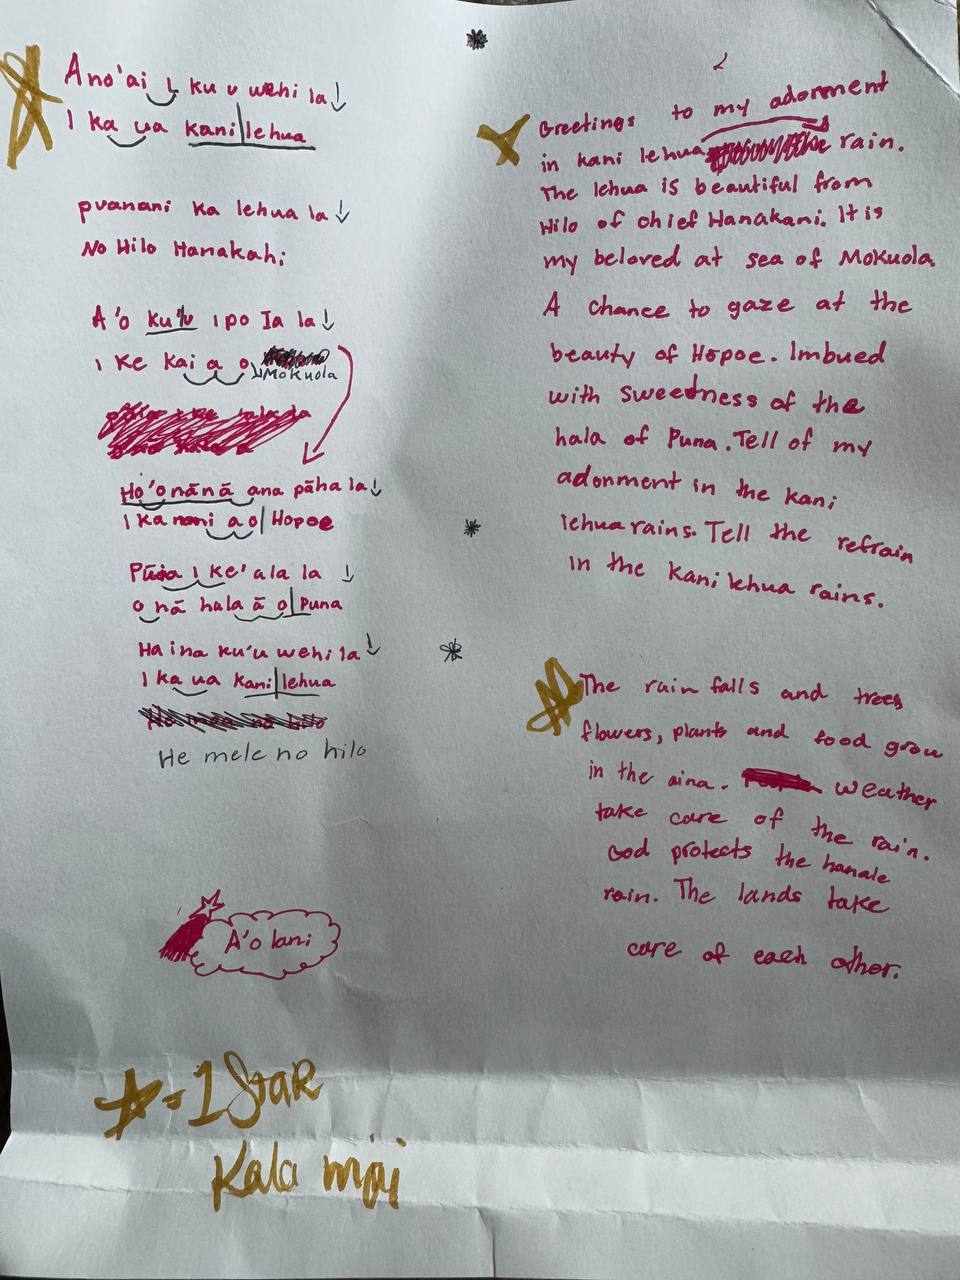 Ano'ai I ku u wehi la ↓
I ka ua kani|lehua
puanani ka lehua la ↓
No Hilo Hanakahi
A'o ku'u ipo Ia la ↓
I ke kai a o
Mokuola
Ho'onānā ana pāha la ↓
I ka nani a o| Hopoe
Pūia I Ke'ala la ↓
o nā hala ā o| Puna
Haina ku'u wehi la ↓
I ka ua kani|lehua
He mele no hilo
A'o lani
= 1 Star
Kala mai
2
Greetings to my adornment
in kani lehua rain.
The lehua is beautiful from
Hilo of chief Hanakani. It is
my beloved at sea of Mokuola.
A chance to gaze at the
beauty of Hopoe. Imbued
with sweetness of the
hala of Puna. Tell of my
adonment in the kani
lehua rains. Tell the refrain
in the kani lehua rains.
The rain falls and trees
flowers, plants and food grow
in the aina. weather
take care of the rain.
God protects the hanale
rain. The lands take
care of each other.